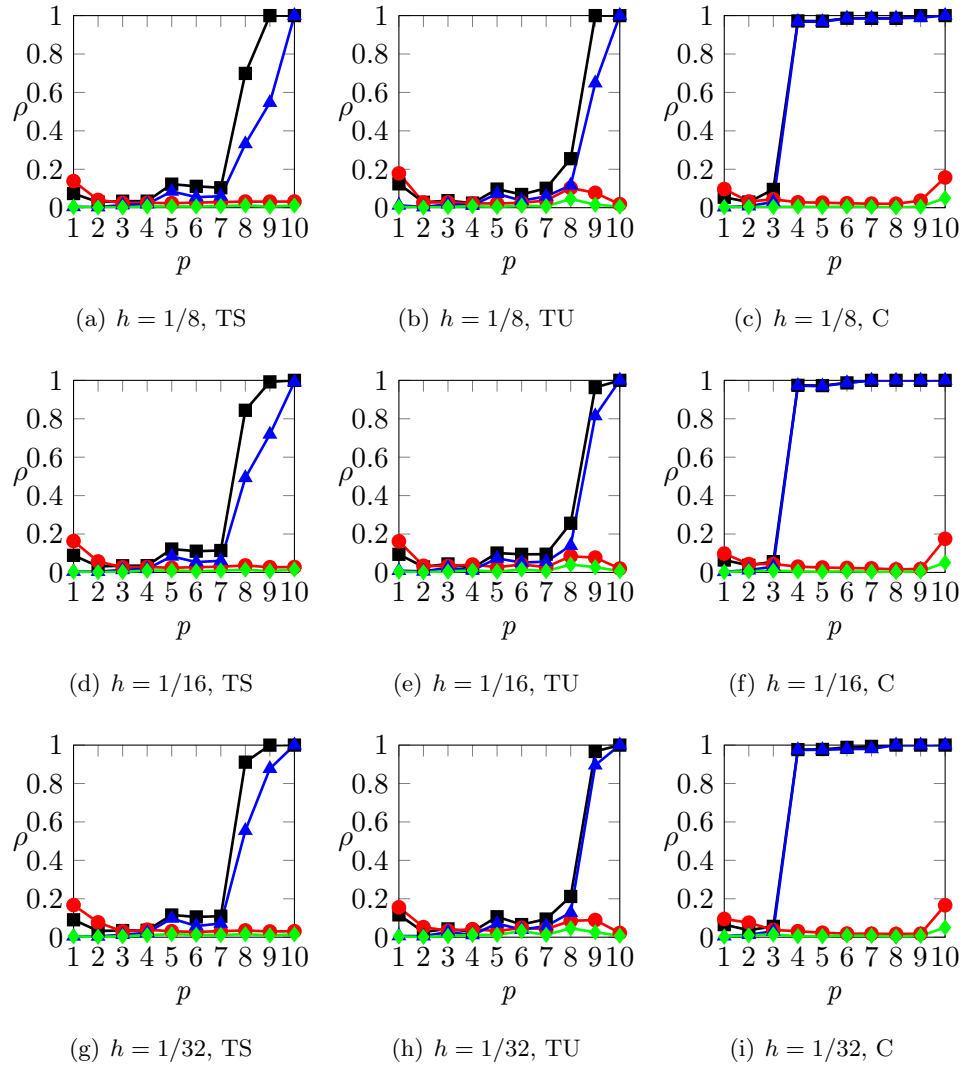 1 1 1
0.8 0.8 0.8
0.6 0.6 0.6
ρ ρ ρ
0.4 0.4 0.4
0.2 0.2 0.2
0 0 0
1 2 3 4 5 6 7 8 9 10 1 2 3 4 5 6 7 8 9 10 1 2 3 4 5 6 7 8 9 10
p p p
(a) h = 1/8, TS (b) h = 1/8, TU (c) h = 1/8, C
1 1 1
0.8 0.8 0.8
0.6 0.6 0.6
ρ ρ ρ
0.4 0.4 0.4
0.2 0.2 0.2
0 0 0
1 2 3 4 5 6 7 8 9 10 1 2 3 4 5 6 7 8 9 10 1 2 3 4 5 6 7 8 9 10
p p p
(d) h = 1/16, TS (e) h = 1/16, TU (f) h = 1/16, C
1 1 1
0.8 0.8 0.8
0.6 0.6 0.6
ρ ρ ρ
0.4 0.4 0.4
0.2 0.2 0.2
0 0 0
1 2 3 4 5 6 7 8 9 10 1 2 3 4 5 6 7 8 9 10 1 2 3 4 5 6 7 8 9 10
p p p
(g) h = 1/32, TS (h) h = 1/32, TU (i) h = 1/32, C